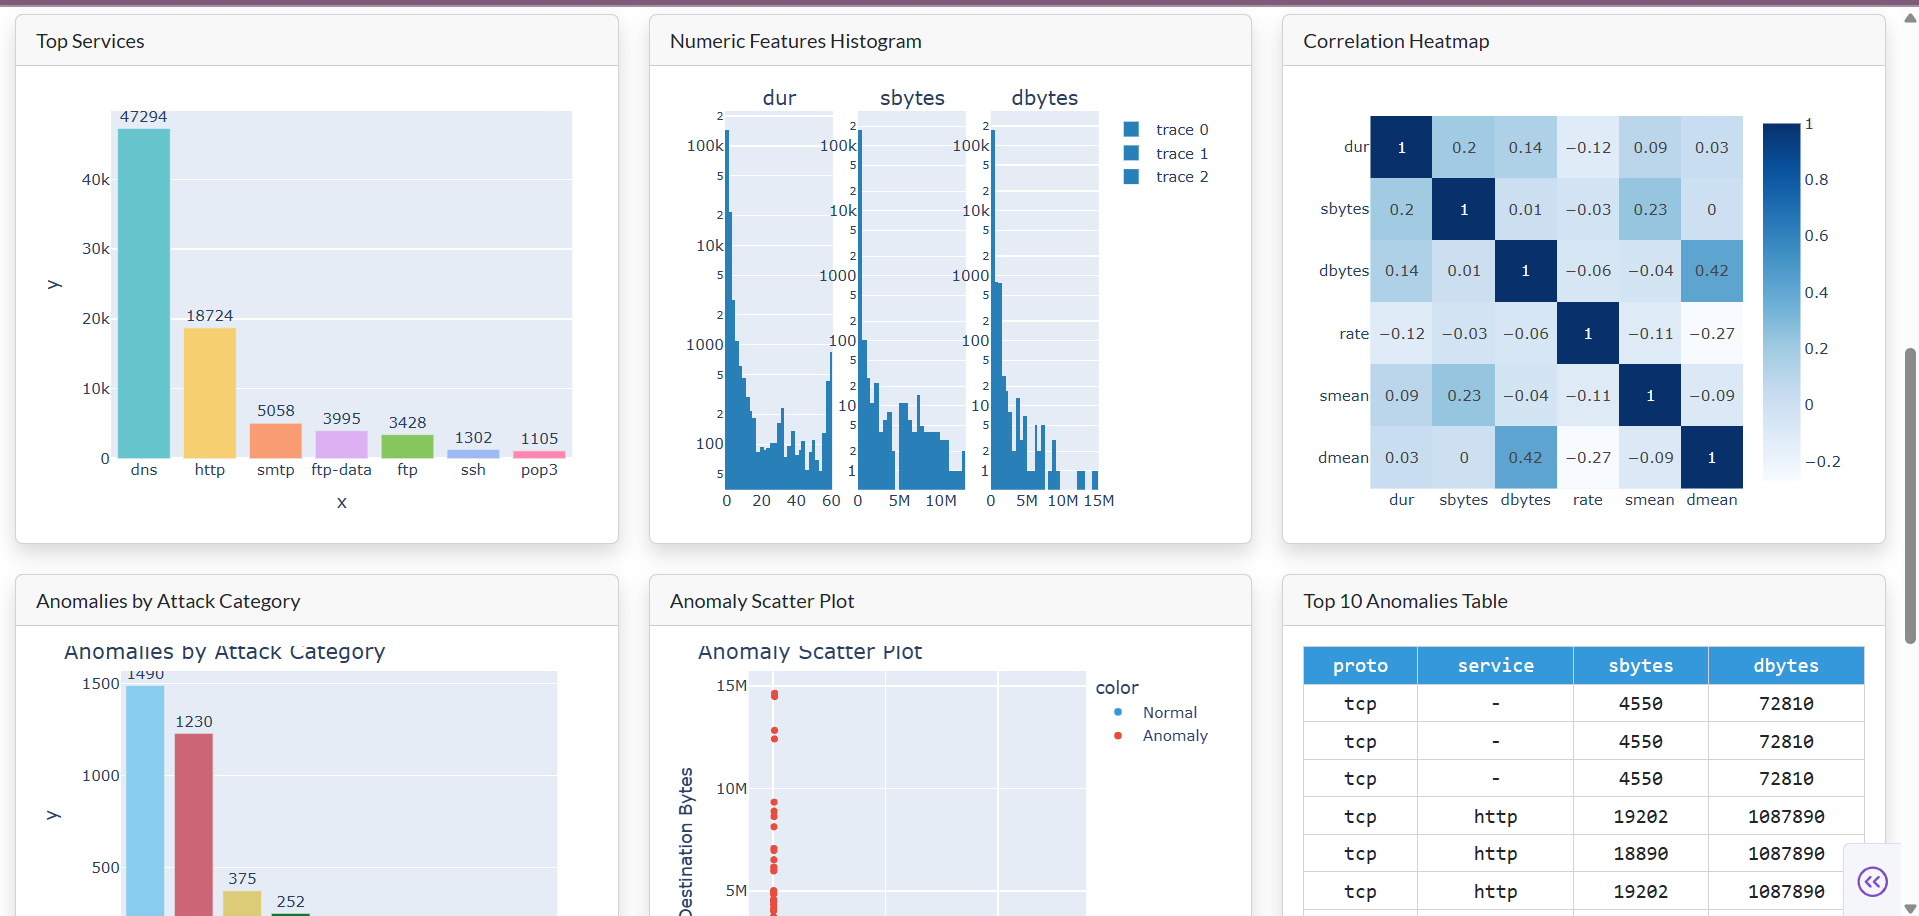 Top Services
47294
40k
30k
y
20k
18724
10k
5058
3995
3428
1302
1105
0
dns http smtp ftp-data ftp ssh pop3
x
Numeric Features Histogram
dur sbytes dbytes
2
100k
5
2
10k
5
2
1000
5
2
100
5
2
100k
5
2
10k
5
2
1000
5
2
100
5
2
10
5
2
1
2
100k
5
2
10k
5
2
1000
5
2
100
5
2
10
5
2
1
0 20 40 60 0 5M 10M 0 5M 10M 15M
trace 0
trace 1
trace 2
Correlation Heatmap
dur 1 0.2 0.14 −0.12 0.09 0.03
sbytes 0.2 1 0.01 −0.03 0.23 0
dbytes 0.14 0.01 1 −0.06 −0.04 0.42
rate −0.12 −0.03 −0.06 1 −0.11 −0.27
smean 0.09 0.23 −0.04 −0.11 1 −0.09
dmean 0.03 0 0.42 −0.27 −0.09 1
dur sbytes dbytes rate smean dmean
1
0.8
0.6
0.4
0.2
0
−0.2
Anomalies by Attack Category
Anomalies by Attack Category
1490
1500
1230
1000
y
500
375
252
Anomaly Scatter Plot
Anomaly Scatter Plot
15M
10M
5M
Destination Bytes
color
Normal
Anomaly
Top 10 Anomalies Table
proto service sbytes dbytes
tcp - 4550 72810
tcp - 4550 72810
tcp - 4550 72810
tcp http 19202 1087890
tcp http 18890 1087890
tcp http 19202 1087890